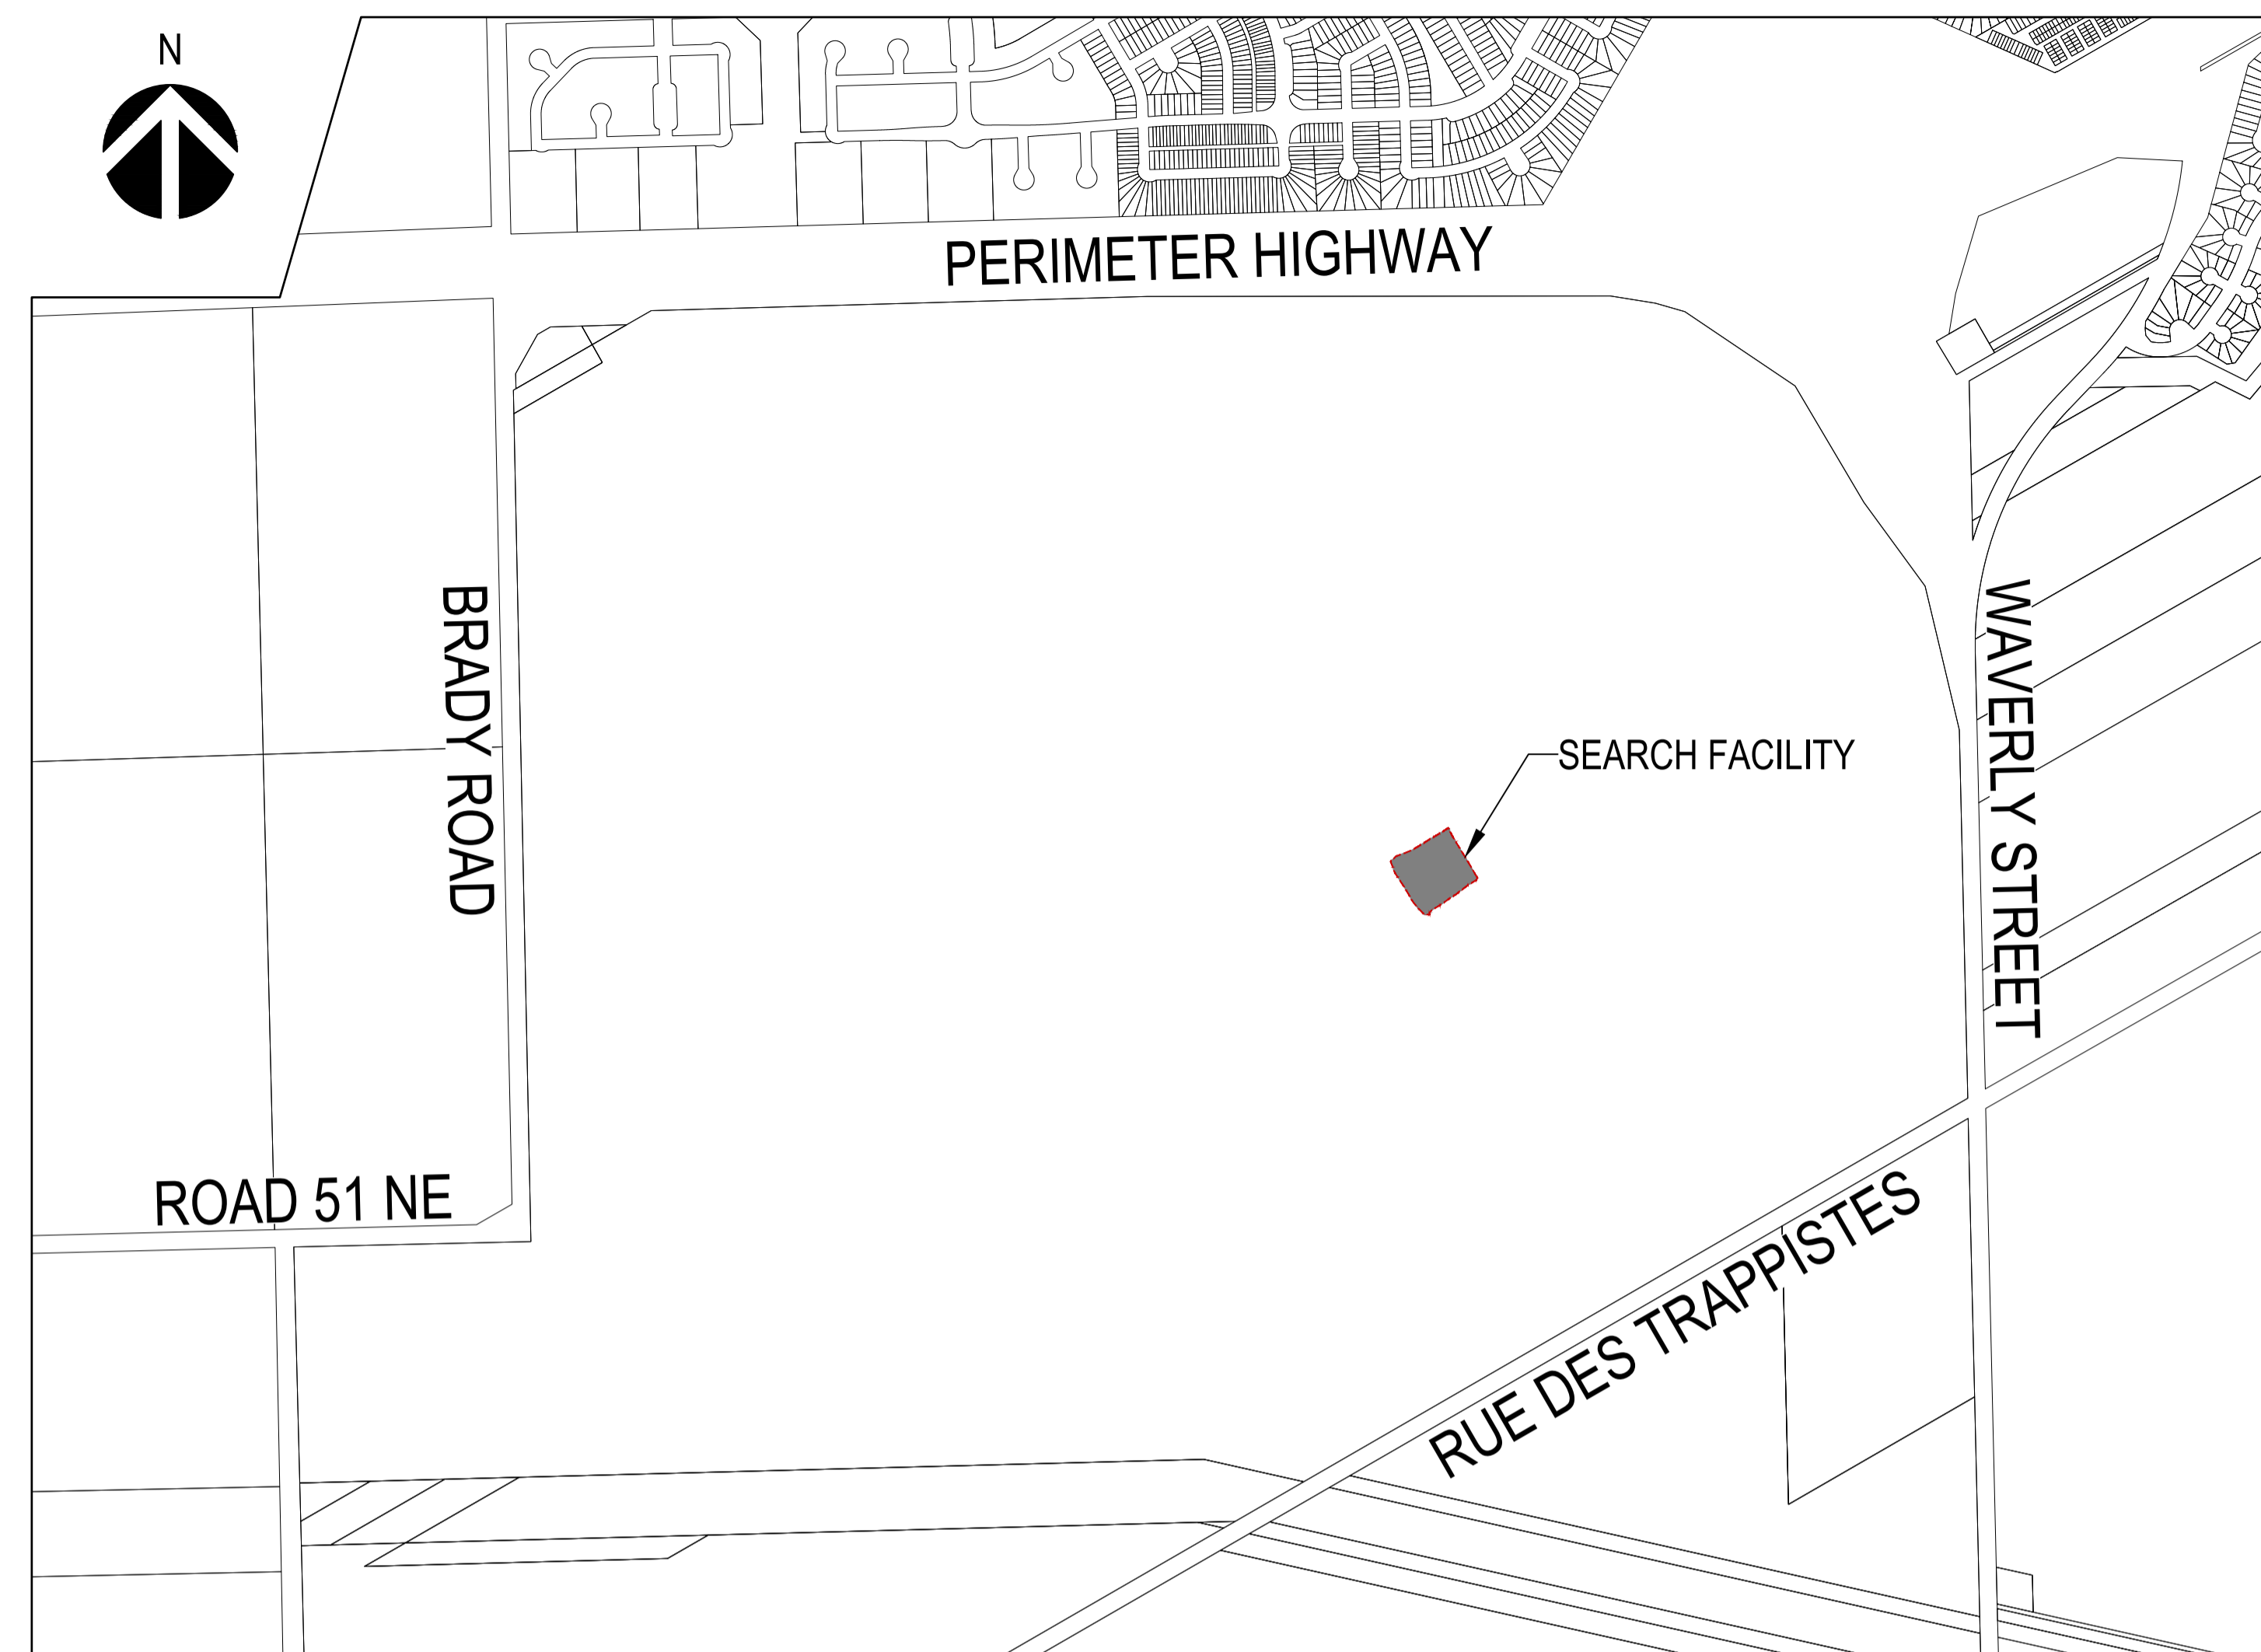 N
PERIMETER HIGHWAY
BRADY ROAD
WAVERLY STREET
SEARCH FACILITY
ROAD 51 NE
RUE DES TRAPPISTES